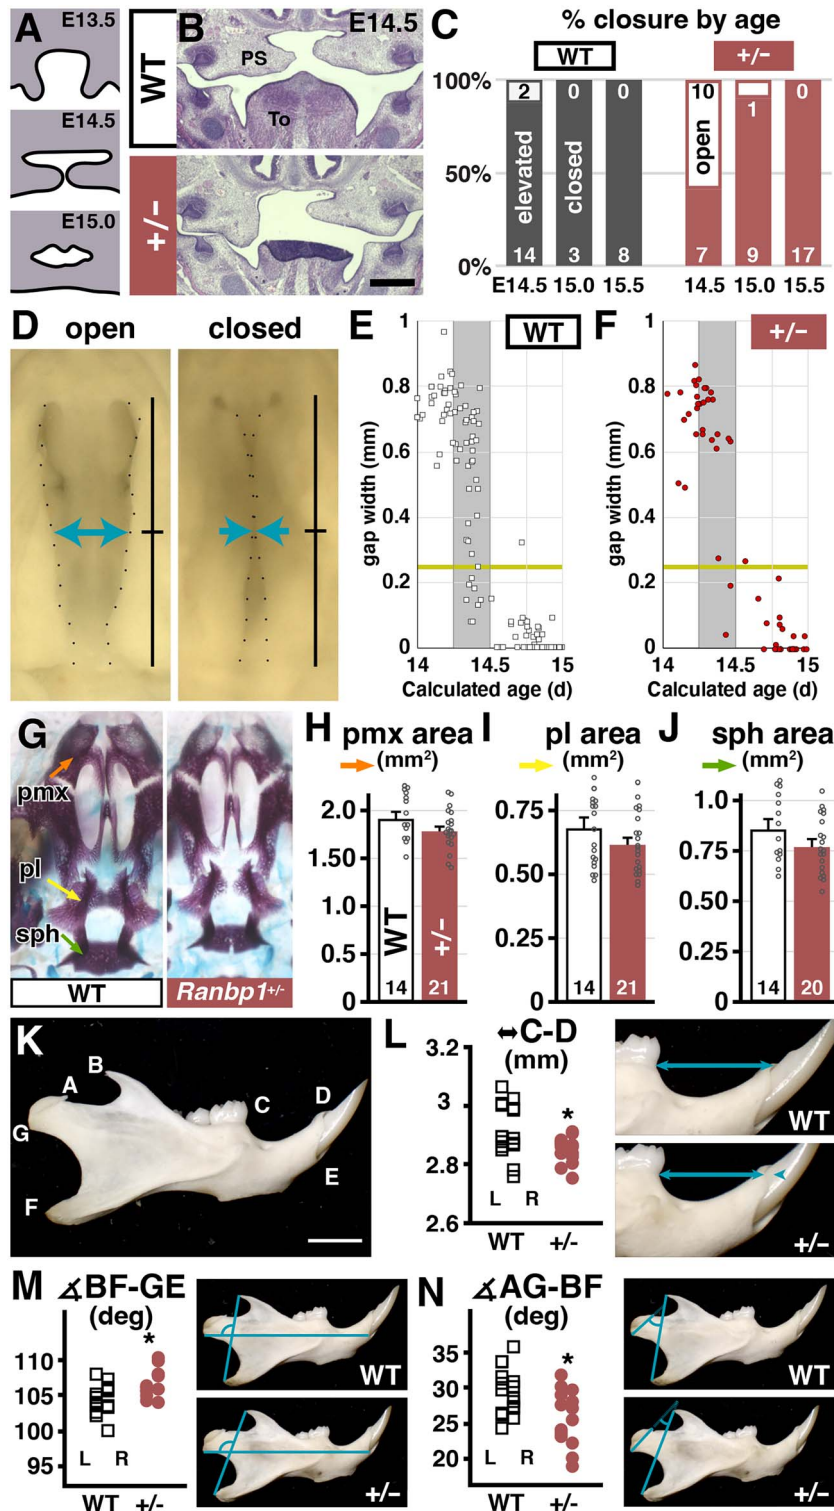 A
E13.5
E14.5
E15.0
WT
+/–
B
E14.5
PS
To
C
% closure by age
WT
+/–
100%
50%
0%
2
0
0
10
1
0
elevated
closed
open
14
3
8
7
9
17
E14.5
15.0
15.5
14.5
15.0
15.5
D
open
closed
E
WT
gap width (mm)
1
0.8
0.6
0.4
0.2
0
14
14.5
15
Calculated age (d)
F
+/–
gap width (mm)
1
0.8
0.6
0.4
0.2
0
14
14.5
15
Calculated age (d)
G
pmx
pl
sph
WT
Ranbp1+/-
H
pmx area
(mm²)
2.0
1.5
1.0
0.5
0
WT
+/–
14
21
I
pl area
(mm²)
0.75
0.50
0.25
0
14
21
J
sph area
(mm²)
1.0
0.75
0.50
0.25
0
14
20
K
A
B
C
D
E
F
G
L
⬌C-D
(mm)
3.2
3
2.8
2.6
*
L R
WT +/–
WT
+/–
M
∡BF-GE
(deg)
110
105
100
95
*
L R
WT +/–
WT
+/–
N
∡AG-BF
(deg)
35
30
25
20
*
L R
WT +/–
WT
+/–